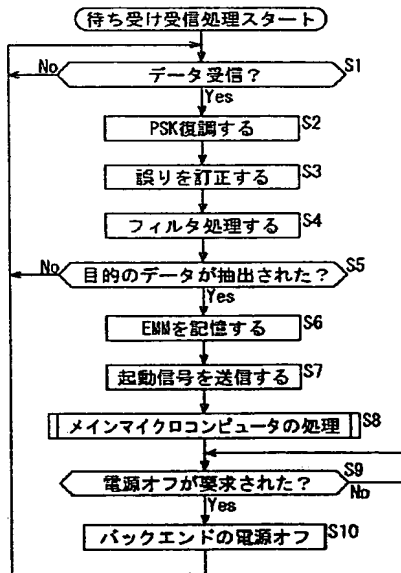 待ち受け受信処理スタート
No データ受信? S1
Yes
PSK復調する S2
誤りを訂正する S3
フィルタ処理する S4
No 目的のデータが抽出された? S5
Yes
EMMを記憶する S6
起動信号を送信する S7
メインマイクロコンピュータの処理 S8
電源オフが要求された? S9
No
Yes
バックエンドの電源オフ S10